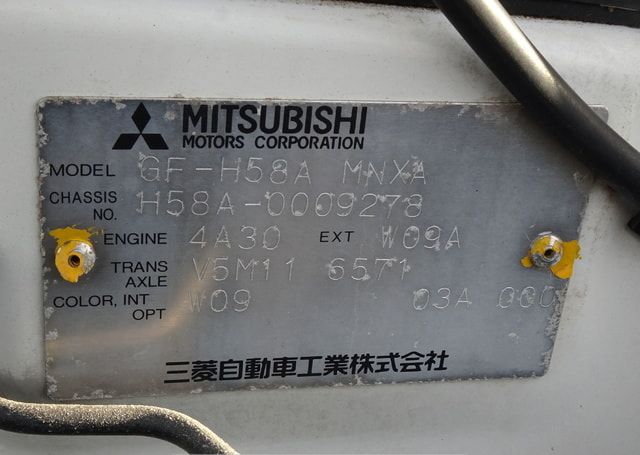 MITSUBISHI
MOTORS CORPORATION
MODEL GF-H58A MNXA
CHASSIS NO. H58A-0009278
ENGINE 4A30 EXT W09A
TRANS AXLE V5M11 6571
COLOR, INT OPT W09 03A 000
三菱自動車工業株式会社